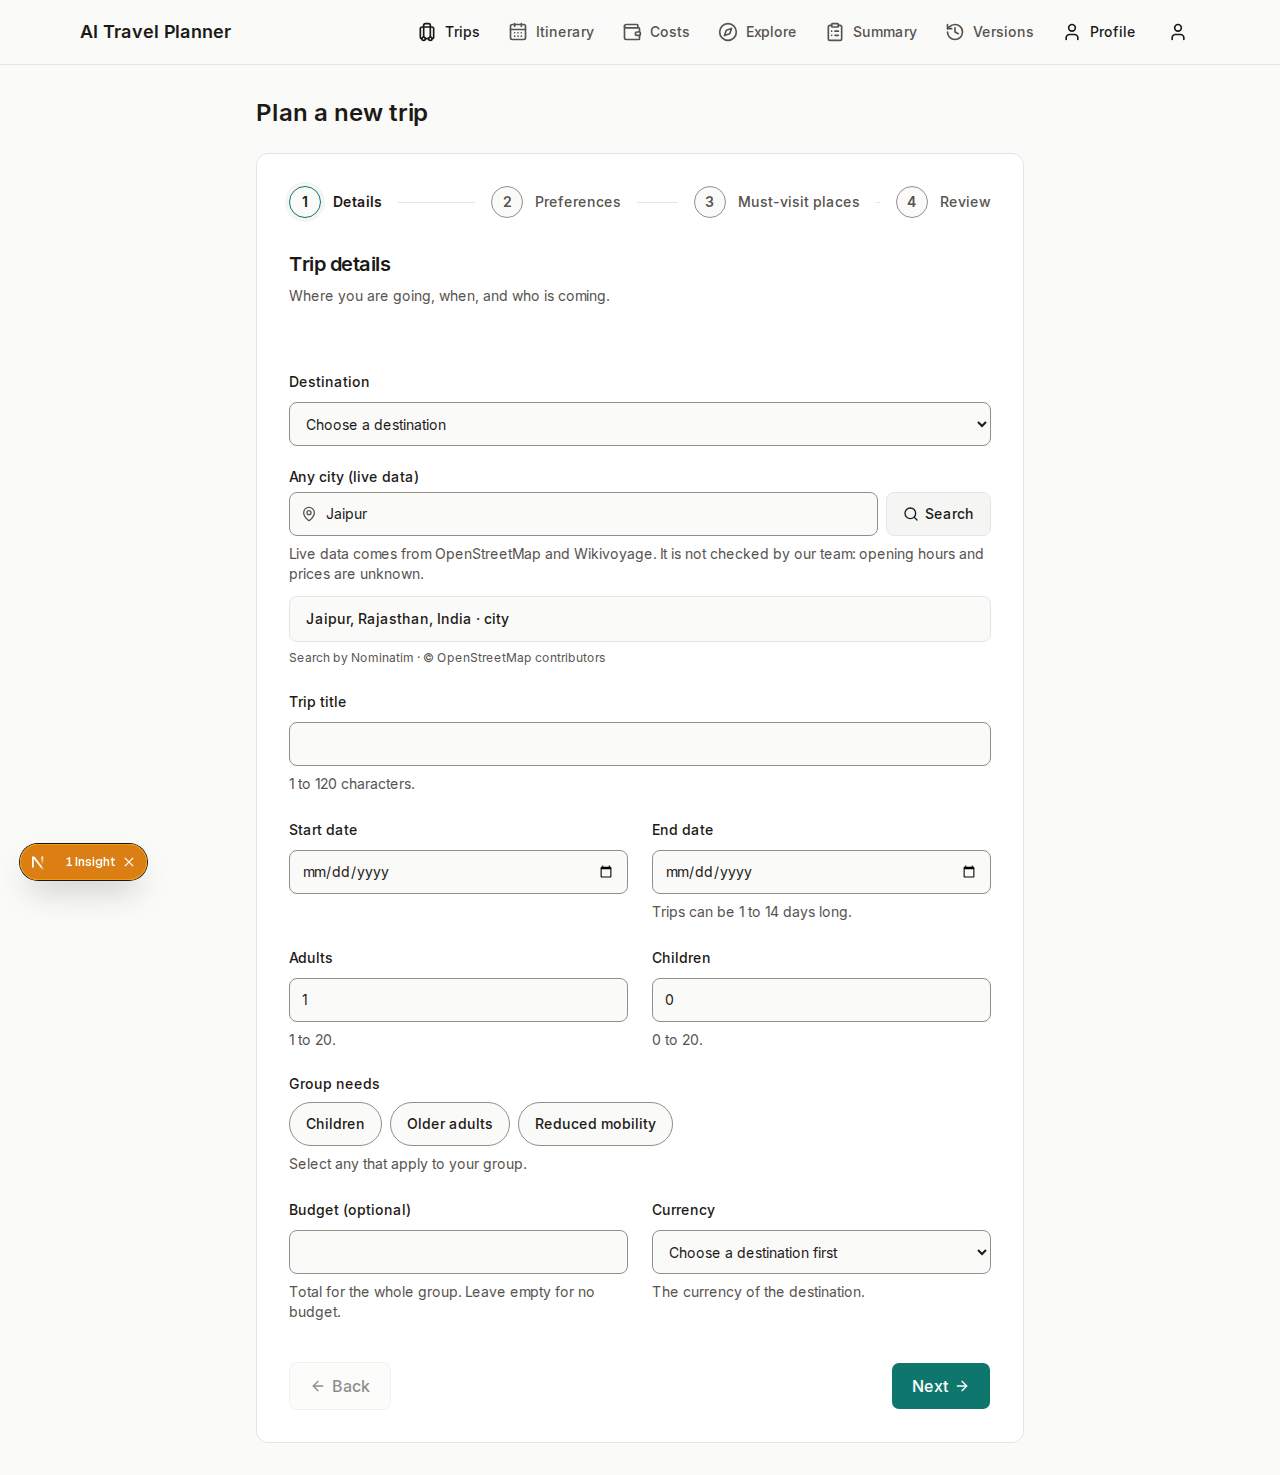 AI Travel Planner
Trips
Itinerary
Costs
Explore
Summary
Versions
Profile
Plan a new trip
1 Details
2 Preferences
3 Must-visit places
4 Review
Trip details
Where you are going, when, and who is coming.
Destination
Choose a destination
Any city (live data)
Jaipur
Search
Live data comes from OpenStreetMap and Wikivoyage. It is not checked by our team: opening hours and
prices are unknown.
Jaipur, Rajasthan, India · city
Search by Nominatim · © OpenStreetMap contributors
Trip title
1 to 120 characters.
Start date
End date
mm/dd/yyyy
mm/dd/yyyy
Trips can be 1 to 14 days long.
Adults
Children
1
0
1 to 20.
0 to 20.
Group needs
Children
Older adults
Reduced mobility
Select any that apply to your group.
Budget (optional)
Currency
Choose a destination first
Total for the whole group. Leave empty for no
budget.
The currency of the destination.
Back
Next
N
1 Insight